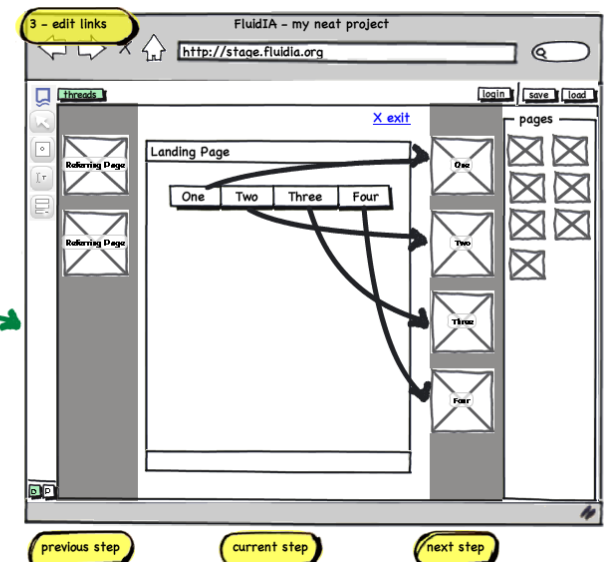 3 - edit links
FluidIA - my neat project
X
http://stage.fluidia.org
threads
login
save
load
X exit
pages
Landing Page
Referring Page
One
Two
Three
Four
One
Referring Page
Two
Three
Four
D
P
previous step
current step
next step